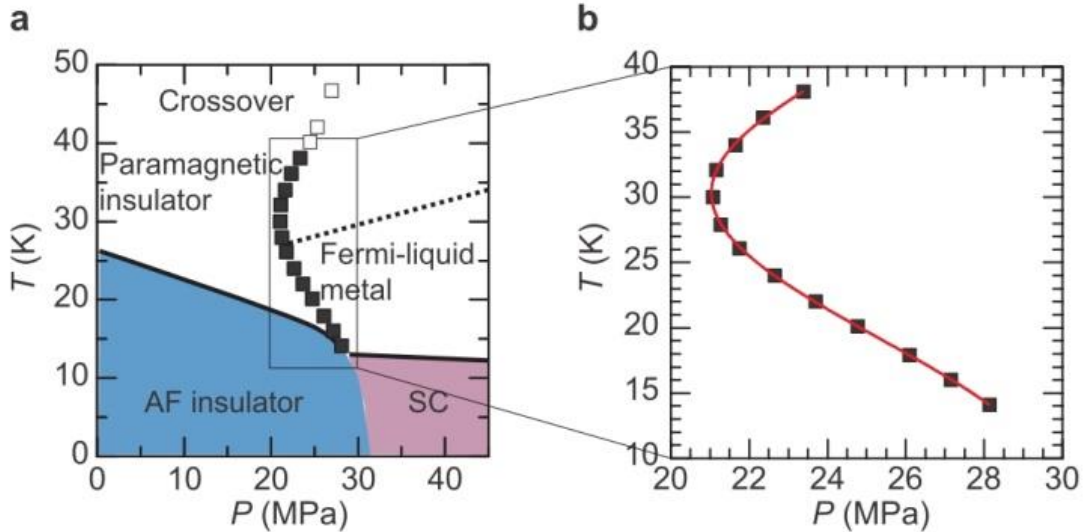 a
50
40
30
20
10
0
T (K)
Crossover
Paramagnetic
insulator
Fermi-liquid
metal
AF insulator
SC
0
10
20
30
40
P (MPa)
b
40
35
30
25
20
15
10
T (K)
20
22
24
26
28
30
P (MPa)